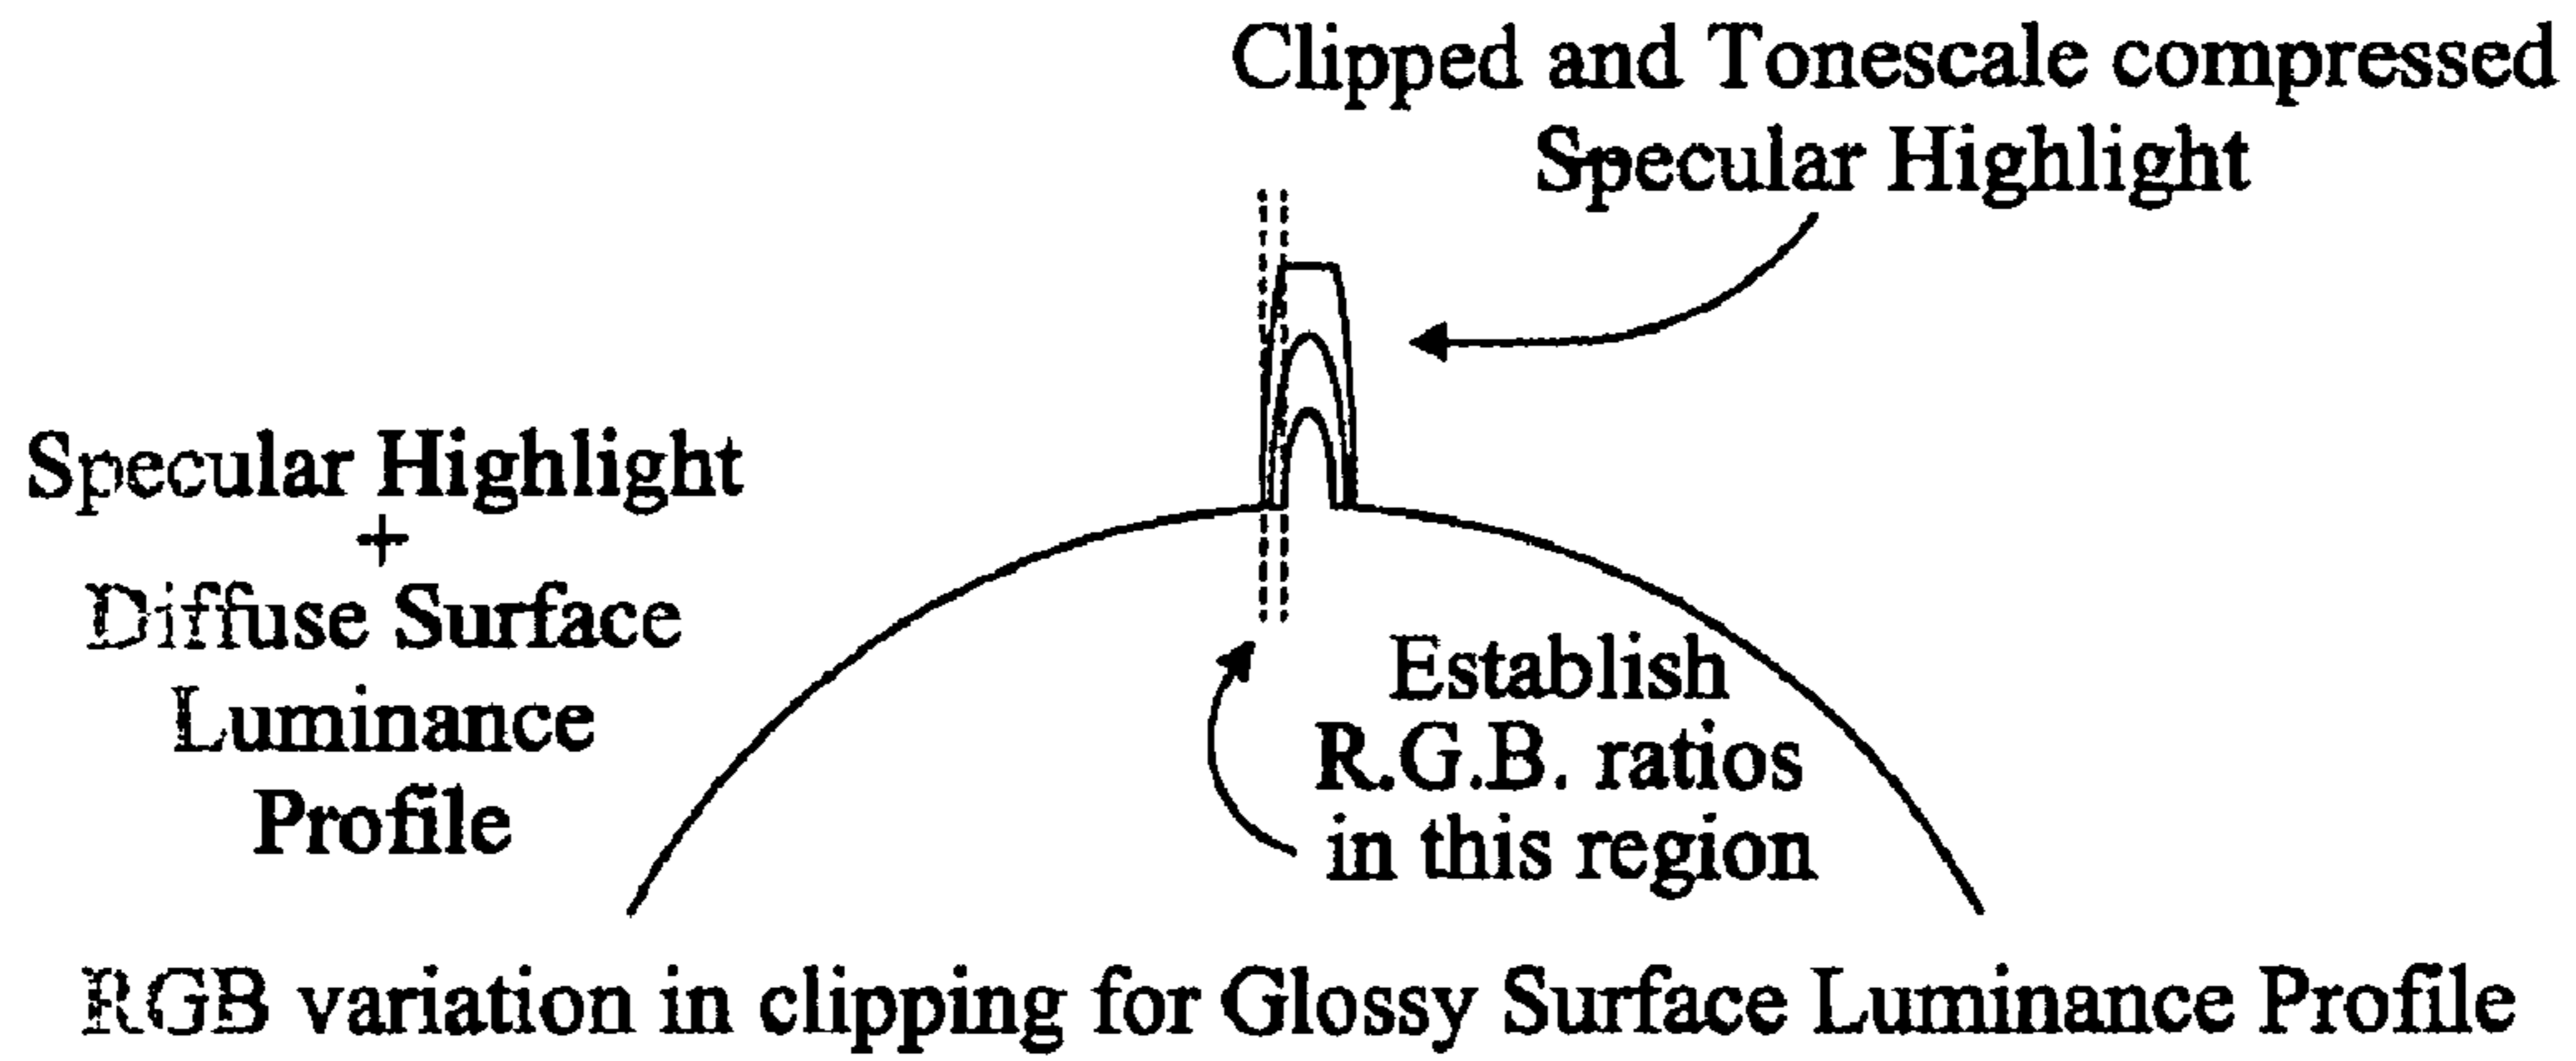 Clipped and Tonescale compressed
Specular Highlight
Specular Highlight
+
Diffuse Surface
Luminance
Profile
Establish
R.G.B. ratios
in this region
RGB variation in clipping for Glossy Surface Luminance Profile